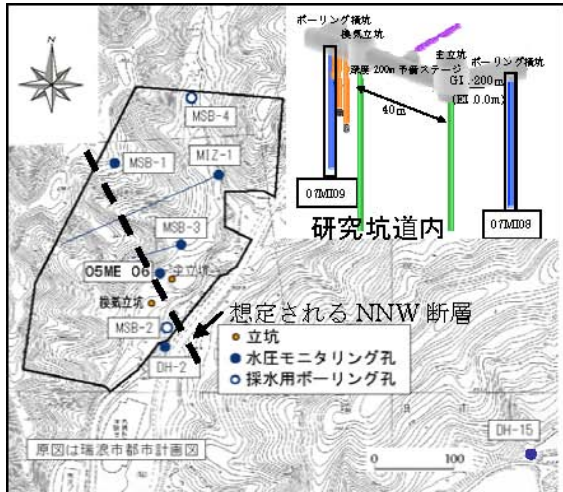 ボーリング横坑
換気立坑
主立坑
ボーリング横坑
深度 200m 予備ステージ
GL -200m
(EL 0.0m)
40m
07MI09
07MI08
研究坑道内
MSB-4
MSB-1
MIZ-1
MSB-3
05ME 06
主立坑
換気立坑
MSB-2
DH-2
想定される NNW 断層
立坑
水圧モニタリング孔
採水用ボーリング孔
原図は瑞浪市都市計画図
DH-15
0
100